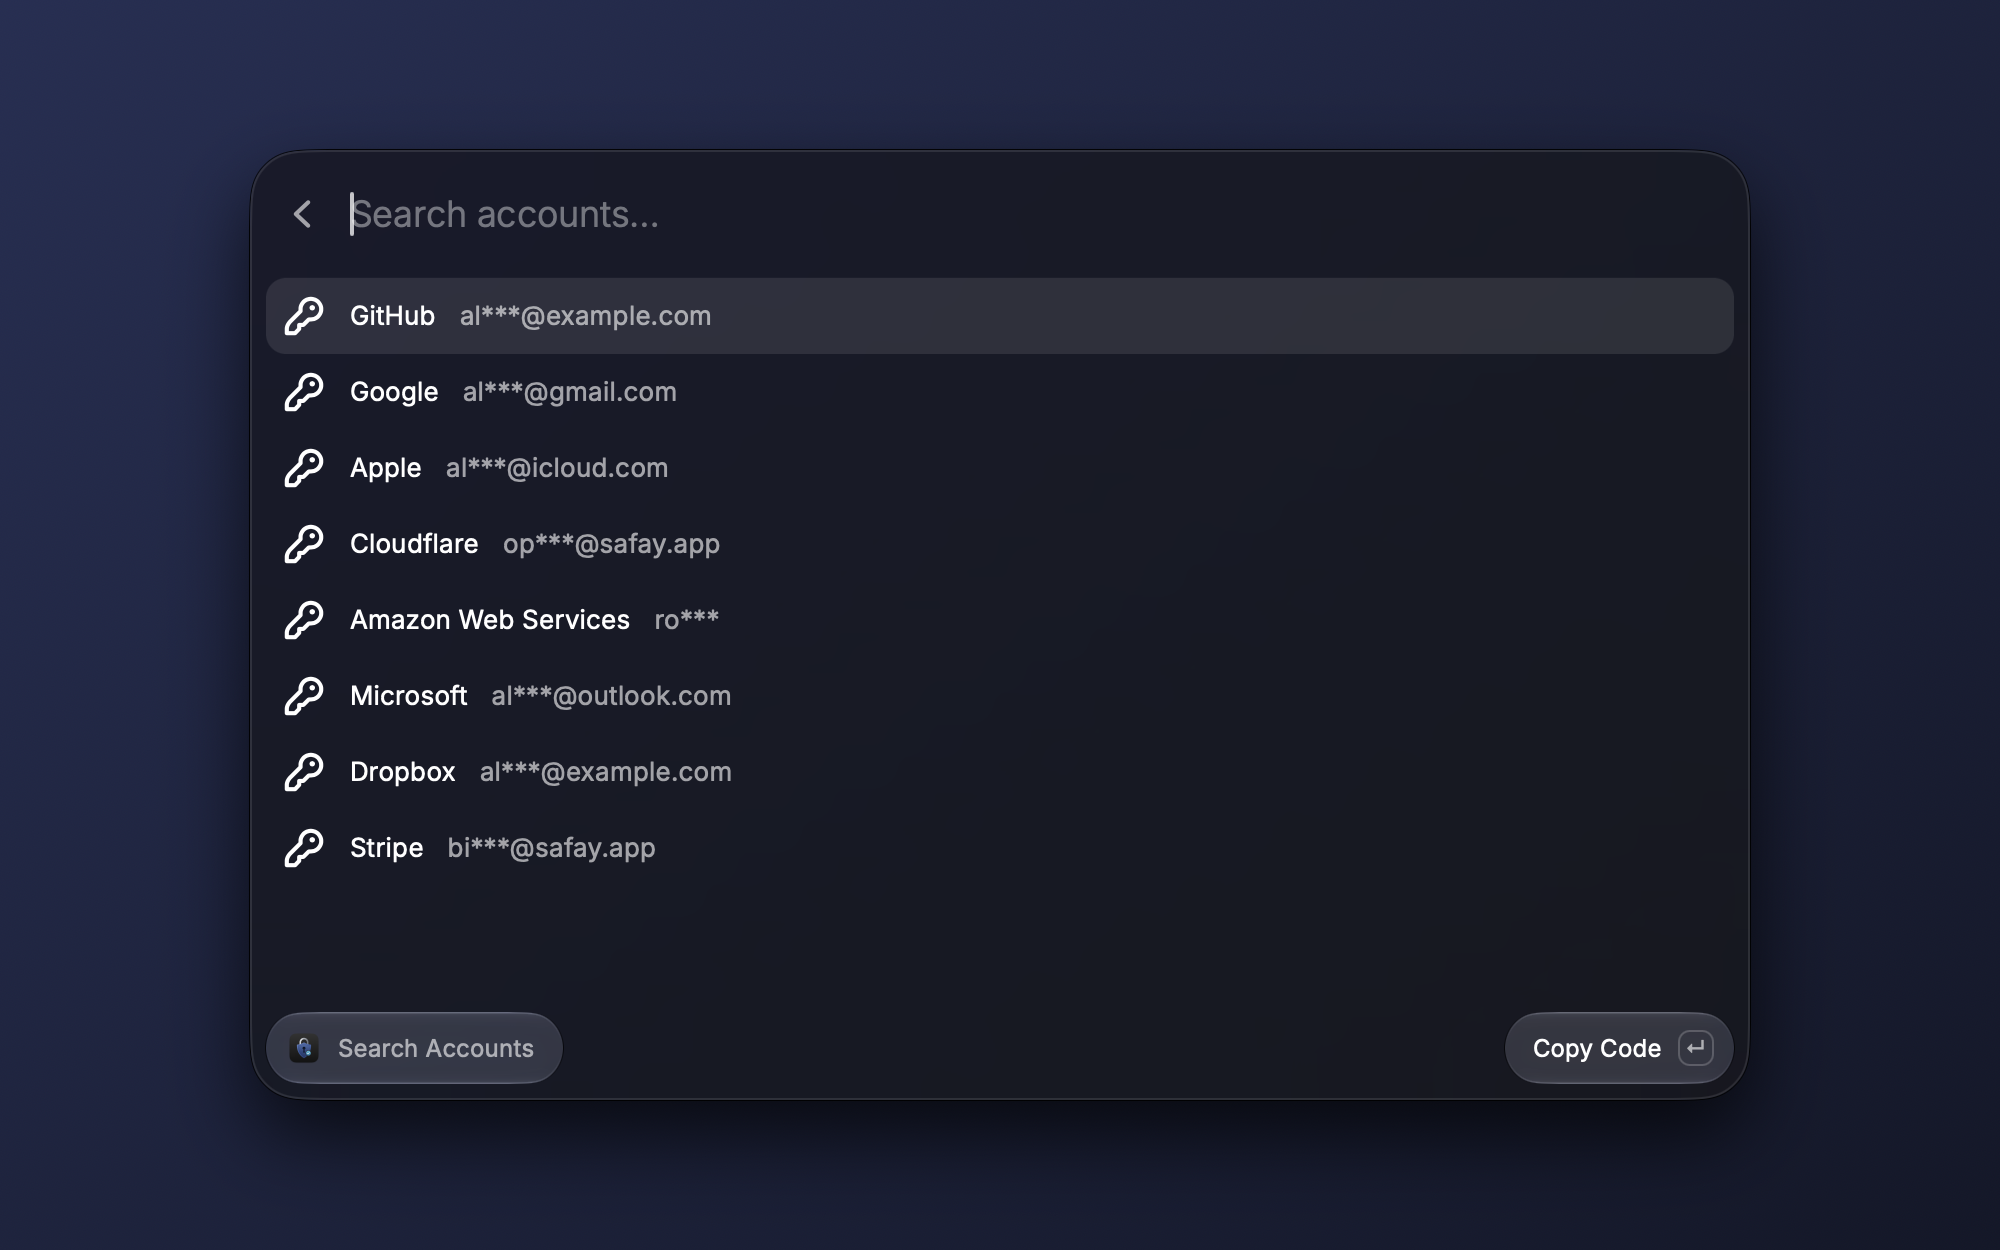 Search accounts...
GitHub al***@example.com
Google al***@gmail.com
Apple al***@icloud.com
Cloudflare op***@safay.app
Amazon Web Services ro***
Microsoft al***@outlook.com
Dropbox al***@example.com
Stripe bi***@safay.app
Search Accounts
Copy Code